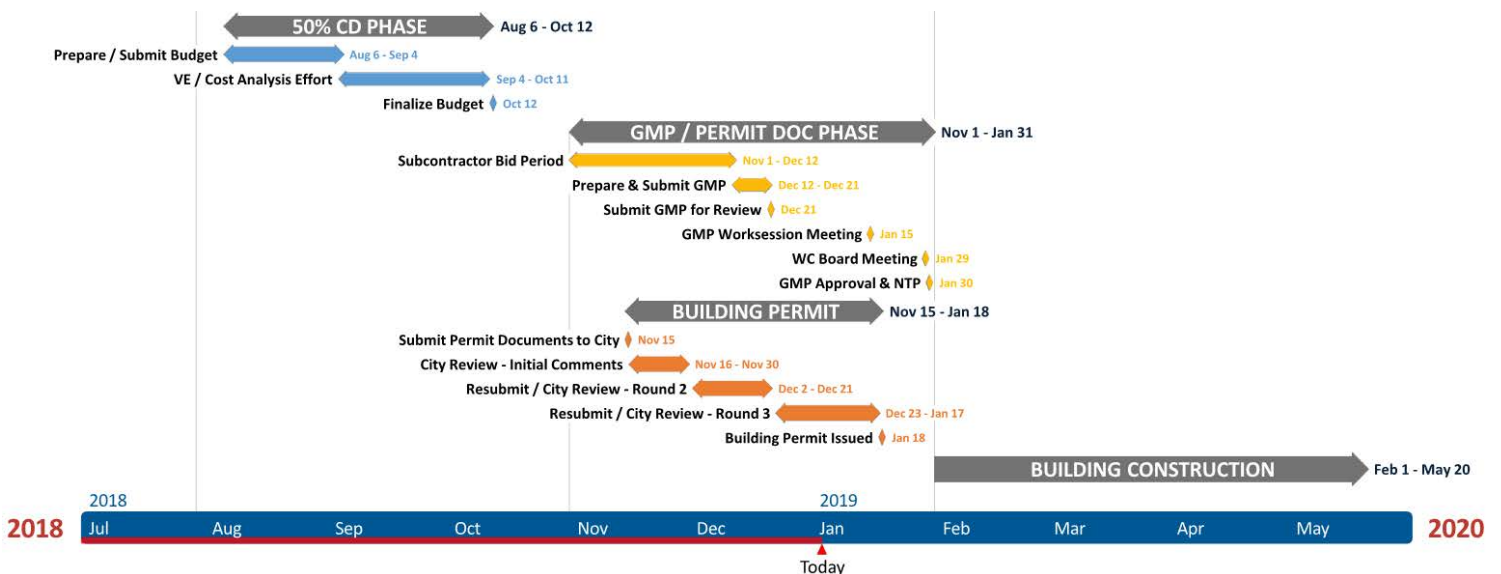 50% CD PHASE Aug 6 - Oct 12
Prepare / Submit Budget Aug 6 - Sep 4
VE / Cost Analysis Effort Sep 4 - Oct 11
Finalize Budget Oct 12
GMP / PERMIT DOC PHASE Nov 1 - Jan 31
Subcontractor Bid Period Nov 1 - Dec 12
Prepare & Submit GMP Dec 12 - Dec 21
Submit GMP for Review Dec 21
GMP Worksession Meeting Jan 15
WC Board Meeting Jan 29
GMP Approval & NTP Jan 30
BUILDING PERMIT Nov 15 - Jan 18
Submit Permit Documents to City Nov 15
City Review - Initial Comments Nov 16 - Nov 30
Resubmit / City Review - Round 2 Dec 2 - Dec 21
Resubmit / City Review - Round 3 Dec 23 - Jan 17
Building Permit Issued Jan 18
BUILDING CONSTRUCTION Feb 1 - May 20
2018 2019
2018 Jul Aug Sep Oct Nov Dec Jan Feb Mar Apr May 2020
Today